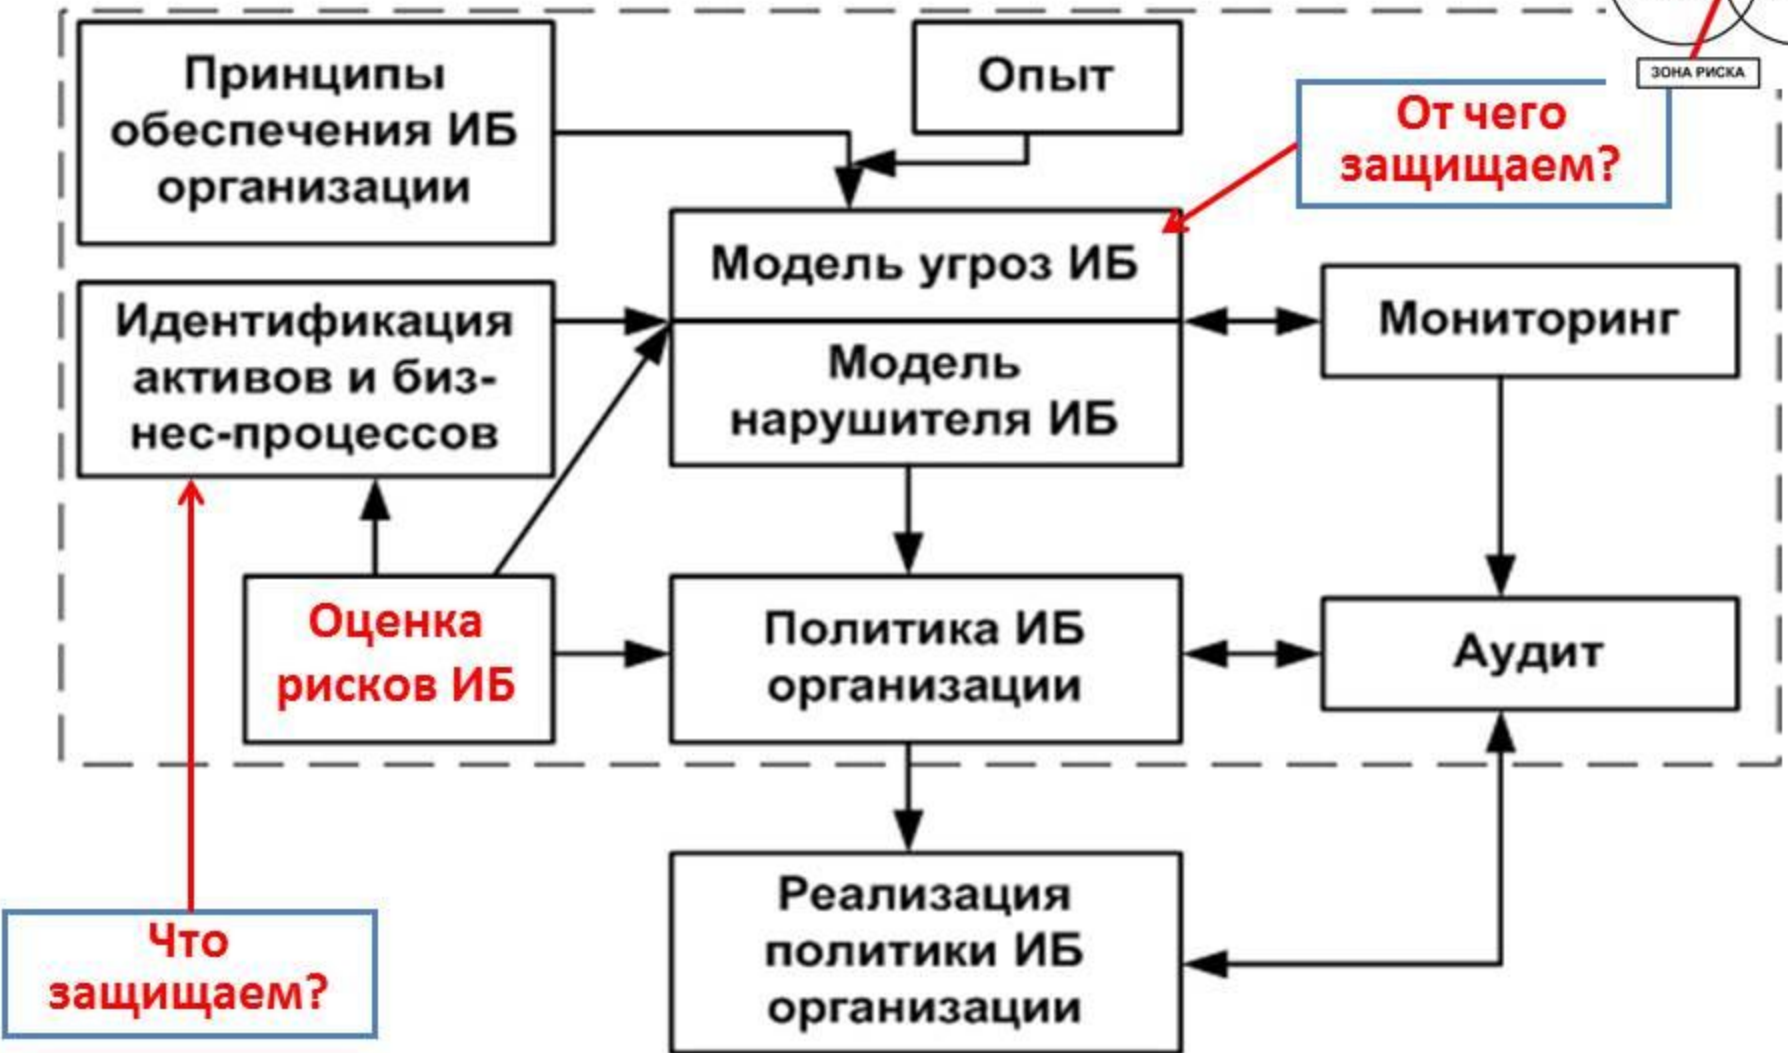 Принципы
обеспечения ИБ
организации
Опыт
ЗОНА РИСКА
От чего
защищаем?
Модель угроз ИБ
Идентификация
активов и биз-
нес-процессов
Модель
нарушителя ИБ
Мониторинг
Оценка
рисков ИБ
Политика ИБ
организации
Аудит
Что
защищаем?
Реализация
политики ИБ
организации